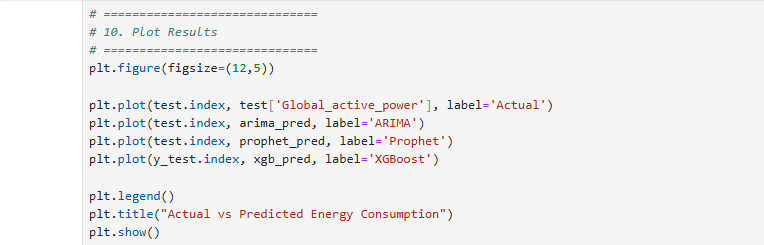 # ==============================
# 10. Plot Results
# ==============================
plt.figure(figsize=(12,5))
plt.plot(test.index, test['Global_active_power'], label='Actual')
plt.plot(test.index, arima_pred, label='ARIMA')
plt.plot(test.index, prophet_pred, label='Prophet')
plt.plot(y_test.index, xgb_pred, label='XGBoost')
plt.legend()
plt.title("Actual vs Predicted Energy Consumption")
plt.show()